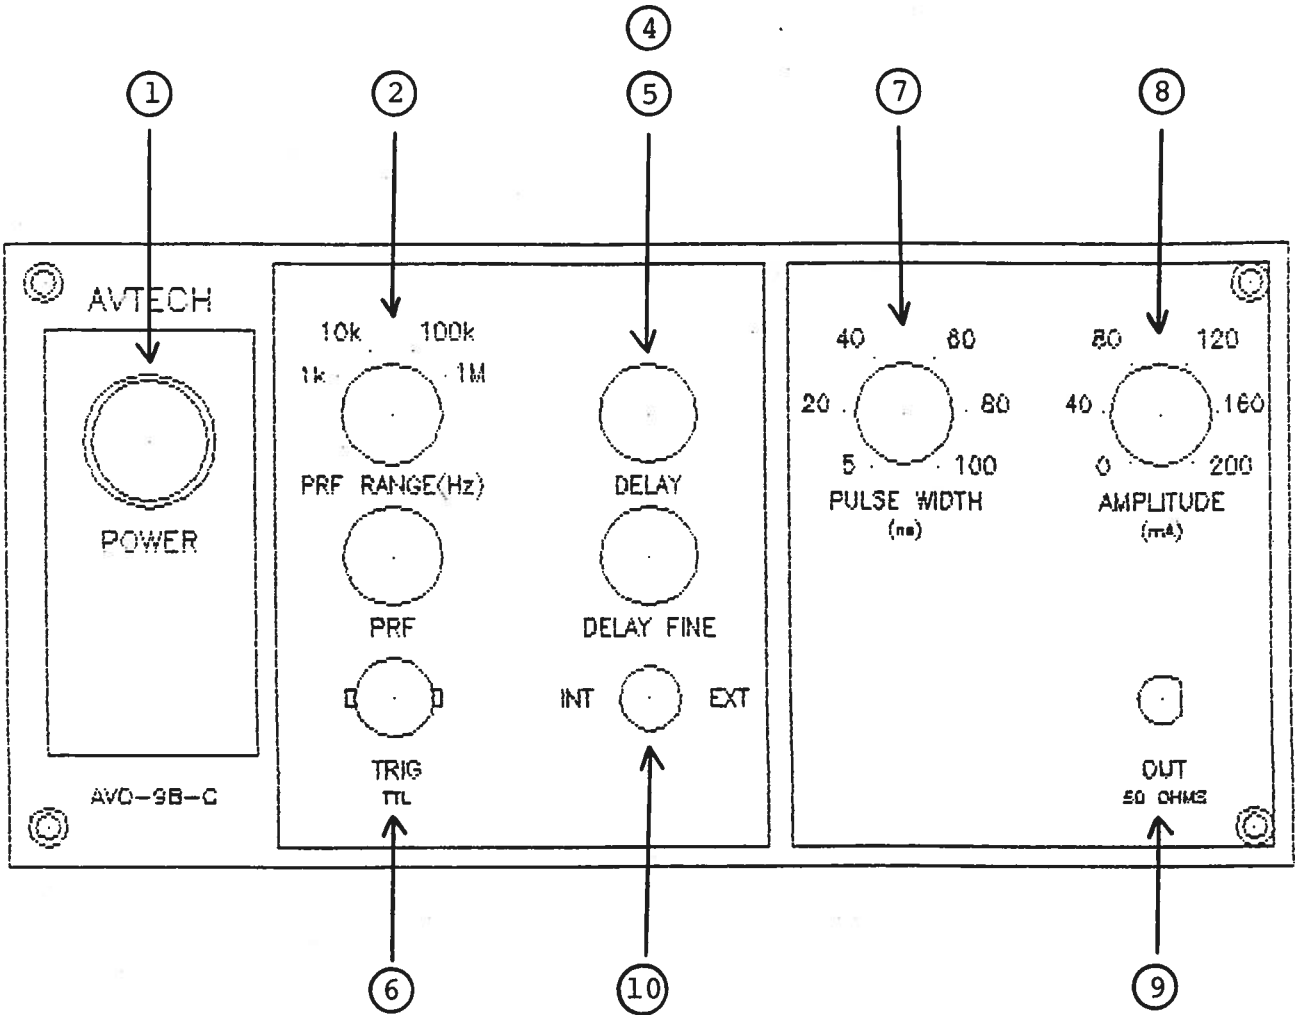 4
1 2 5 7 8
AVTECH
10k 100k
1k 1M
PRF RANGE(Hz)
DELAY
40 60
20 80
5 100
PULSE WIDTH
(ns)
80 120
40 160
0 200
AMPLITUDE
(mA)
POWER
PRF
DELAY FINE
INT EXT
TRIG
TTL
OUT
50 OHMS
AVO-9B-C
6 10 9